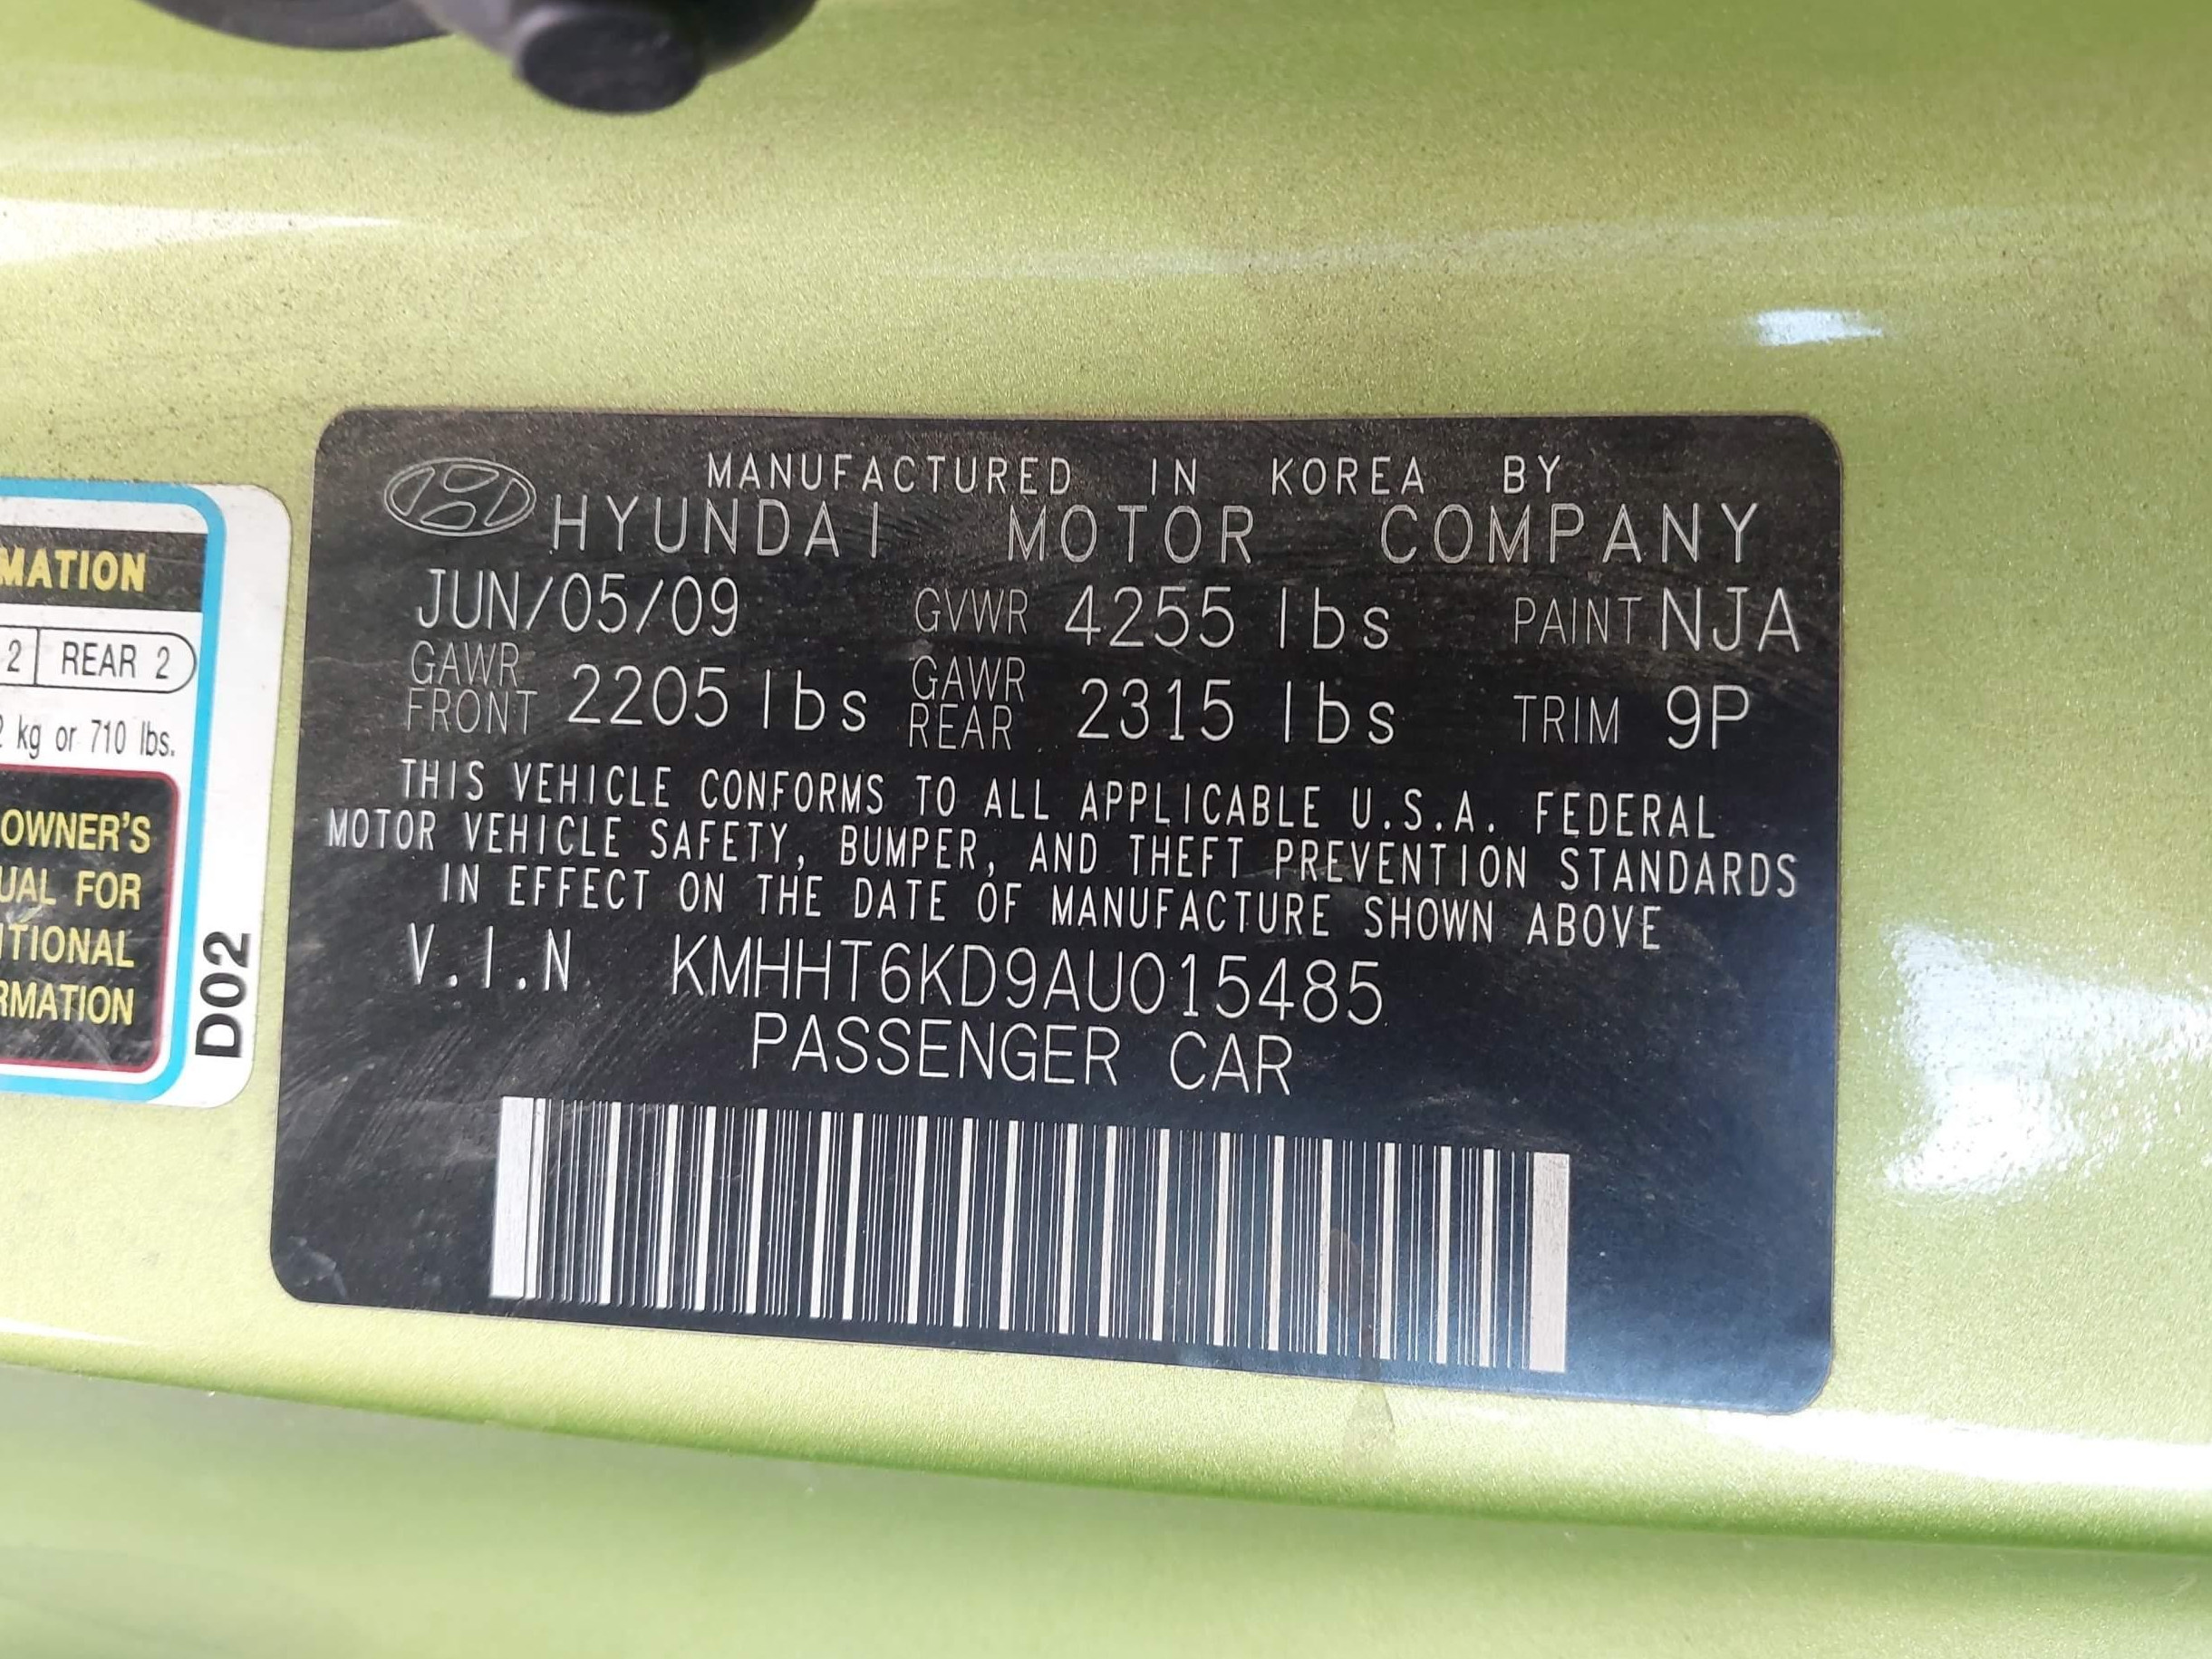 MANUFACTURED IN KOREA BY
HYUNDAI MOTOR COMPANY
JUN/05/09 GVWR 4255 lbs PAINT NJA
GAWR FRONT 2205 lbs GAWR REAR 2315 lbs TRIM 9P
THIS VEHICLE CONFORMS TO ALL APPLICABLE U.S.A. FEDERAL
MOTOR VEHICLE SAFETY, BUMPER, AND THEFT PREVENTION STANDARDS
IN EFFECT ON THE DATE OF MANUFACTURE SHOWN ABOVE
V.I.N KMHHT6KD9AU015485
PASSENGER CAR
MATION
2 REAR 2
kg or 710 lbs.
OWNER'S
UAL FOR
ITIONAL
RMATION
D02